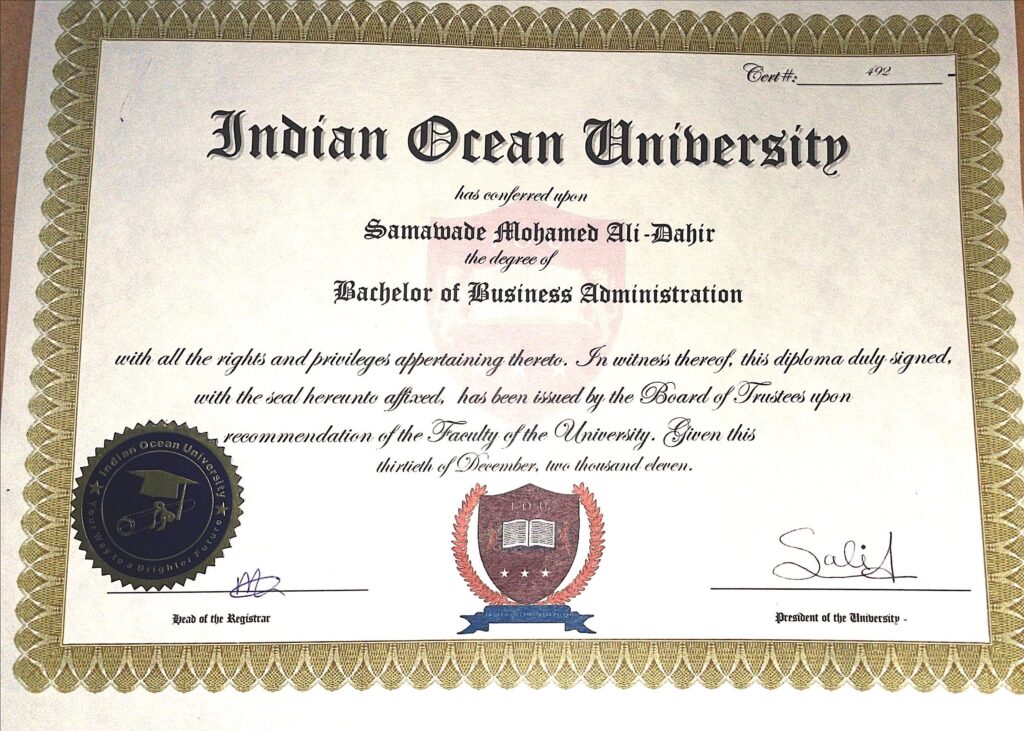 Cert#: 492
Indian Ocean University
has conferred upon
Samawade Mohamed Ali-Dahir
the degree of
Bachelor of Business Administration
with all the rights and privileges appertaining thereto. In witness thereof, this diploma duly signed,
with the seal hereunto affixed, has been issued by the Board of Trustees upon
recommendation of the Faculty of the University. Given this
thirtieth of December, two thousand eleven.
Indian Ocean University
Your Way to a Brighter Future
I.O.U
Salis
Head of the Registrar
President of the University -